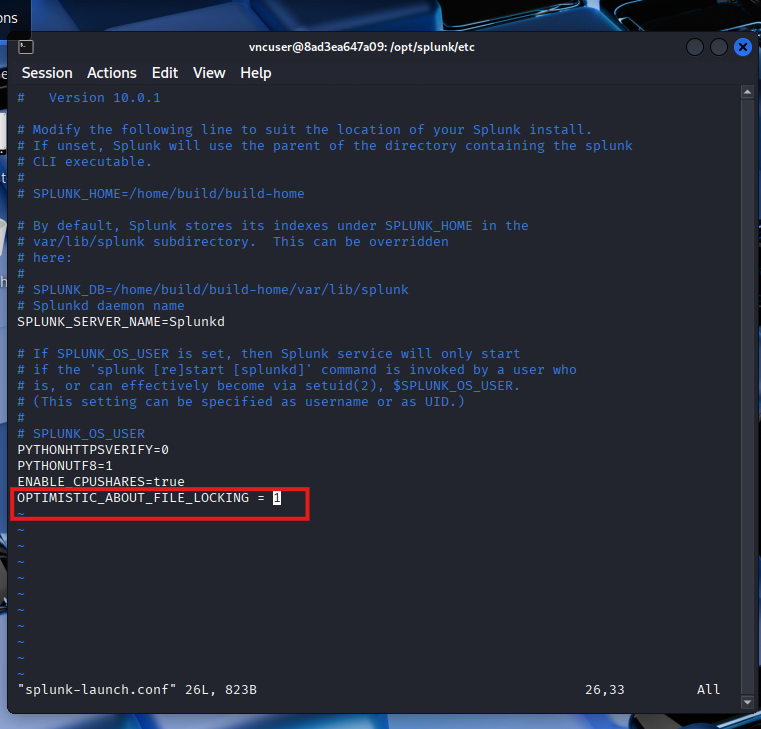 ons
vncuser@8ad3ea647a09: /opt/splunk/etc
Session Actions Edit View Help
#   Version 10.0.1
# Modify the following line to suit the location of your Splunk install.
# If unset, Splunk will use the parent of the directory containing the splunk
# CLI executable.
#
# SPLUNK_HOME=/home/build/build-home
# By default, Splunk stores its indexes under SPLUNK_HOME in the
# var/lib/splunk subdirectory.  This can be overridden
# here:
#
# SPLUNK_DB=/home/build/build-home/var/lib/splunk
# Splunkd daemon name
SPLUNK_SERVER_NAME=Splunkd
# If SPLUNK_OS_USER is set, then Splunk service will only start
# if the 'splunk [re]start [splunkd]' command is invoked by a user who
# is, or can effectively become via setuid(2), $SPLUNK_OS_USER.
# (This setting can be specified as username or as UID.)
#
# SPLUNK_OS_USER
PYTHONHTTPSVERIFY=0
PYTHONUTF8=1
ENABLE_CPUSHARES=true
OPTIMISTIC_ABOUT_FILE_LOCKING = 1
~
~
~
~
~
~
~
~
~
~
~
"splunk-launch.conf" 26L, 823B 26,33 All